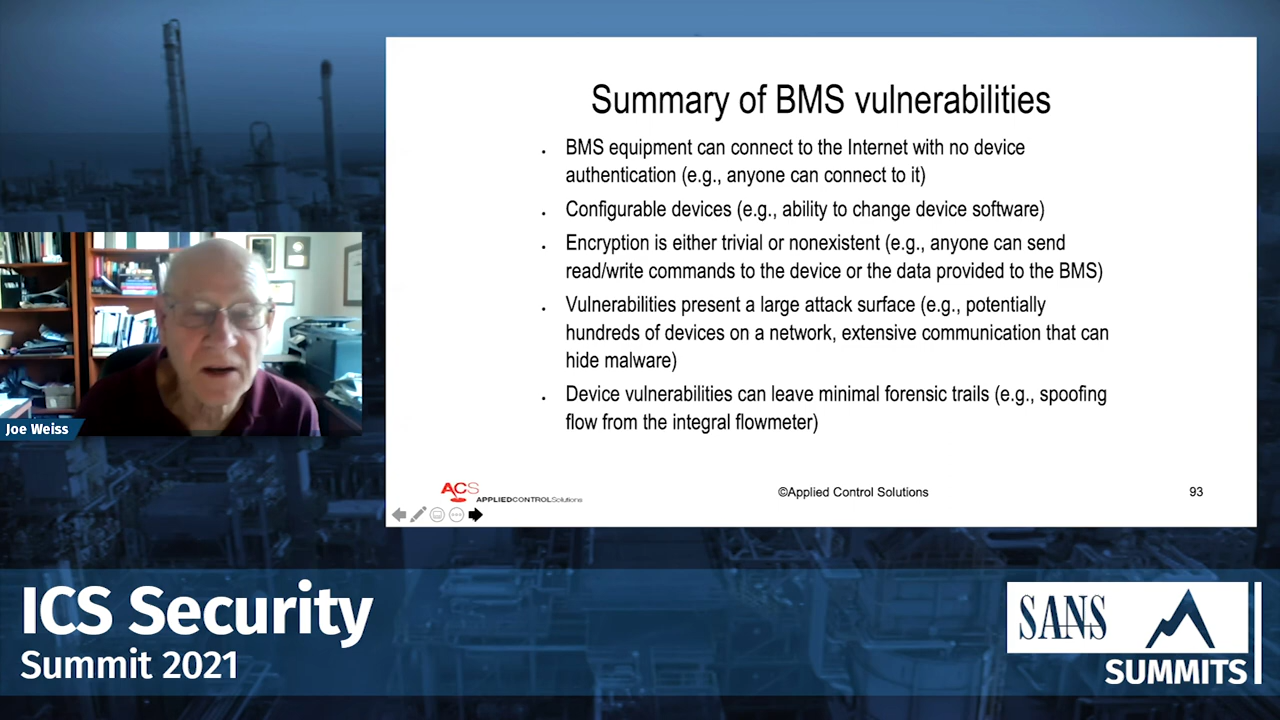 Summary of BMS vulnerabilities
BMS equipment can connect to the Internet with no device
authentication (e.g., anyone can connect to it)
Configurable devices (e.g., ability to change device software)
Encryption is either trivial or nonexistent (e.g., anyone can send
read/write commands to the device or the data provided to the BMS)
Vulnerabilities present a large attack surface (e.g., potentially
hundreds of devices on a network, extensive communication that can
hide malware)
Device vulnerabilities can leave minimal forensic trails (e.g., spoofing
flow from the integral flowmeter)
ACS
APPLIEDCONTROLSolutions
©Applied Control Solutions
93
Joe Weiss
ICS Security
Summit 2021
SANS
SUMMITS